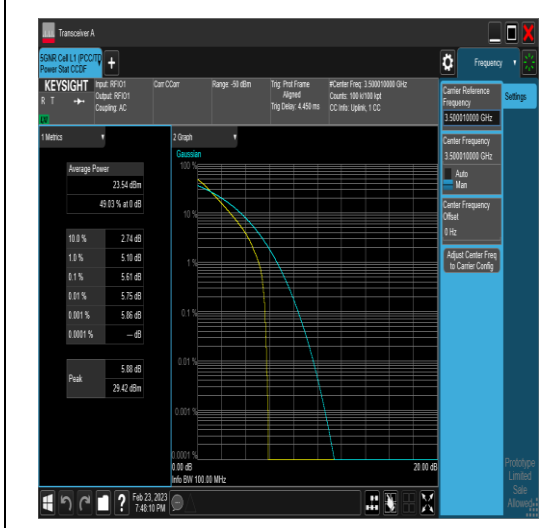 Transceiver A
5GNR Cell L1 (PCC/T)
Power Stat CCDF
Frequency
KEYSIGHT
R T
LV
Input: RFIO1
Output: RFIO1
Coupling: AC
Corr CCorr
Range: -50 dBm
Trig: Prot Frame
Aligned
Trig Delay: 4.450 ms
#Center Freq: 3.500010000 GHz
Counts: 100 k/100 kpt
CC Info: Uplink, 1 CC
1 Metrics
Average Power
23.54 dBm
49.03 % at 0 dB
10.0 % 2.74 dB
1.0 % 5.10 dB
0.1 % 5.61 dB
0.01 % 5.75 dB
0.001 % 5.86 dB
0.0001 % --- dB
Peak
5.88 dB
29.42 dBm
2 Graph
Gaussian
100 %
10 %
1 %
0.1 %
0.01 %
0.001 %
0.0001 %
0.00 dB 20.00 dB
Info BW 100.00 MHz
Carrier Reference
Frequency
3.500010000 GHz
Center Frequency
3.500010000 GHz
Auto
Man
Center Frequency
Offset
0 Hz
Adjust Center Freq
to Carrier Config
Settings
Prototype
Limited
Sale
Allowed
Feb 23, 2023
7:48:10 PM